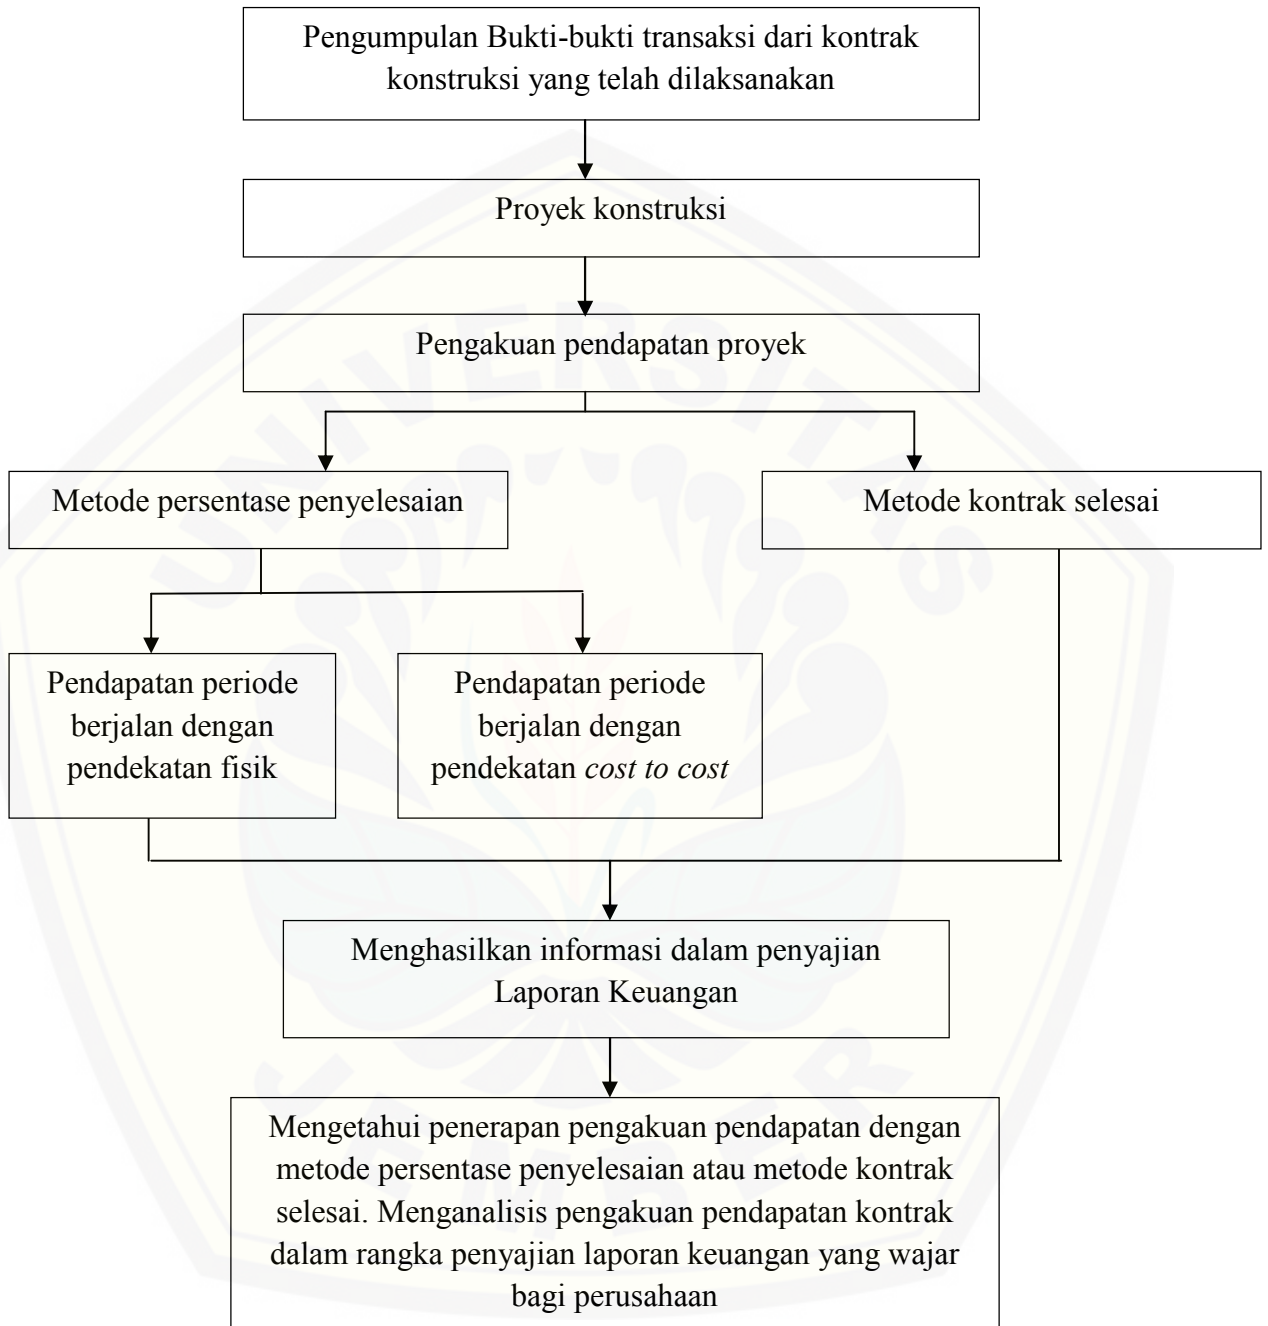 Pengumpulan Bukti-bukti transaksi dari kontrak
konstruksi yang telah dilaksanakan
Proyek konstruksi
Pengakuan pendapatan proyek
Metode persentase penyelesaian
Metode kontrak selesai
Pendapatan periode
berjalan dengan
pendekatan fisik
Pendapatan periode
berjalan dengan
pendekatan cost to cost
Menghasilkan informasi dalam penyajian
Laporan Keuangan
Mengetahui penerapan pengakuan pendapatan dengan
metode persentase penyelesaian atau metode kontrak
selesai. Menganalisis pengakuan pendapatan kontrak
dalam rangka penyajian laporan keuangan yang wajar
bagi perusahaan
UNIVERSITAS
JEMBER